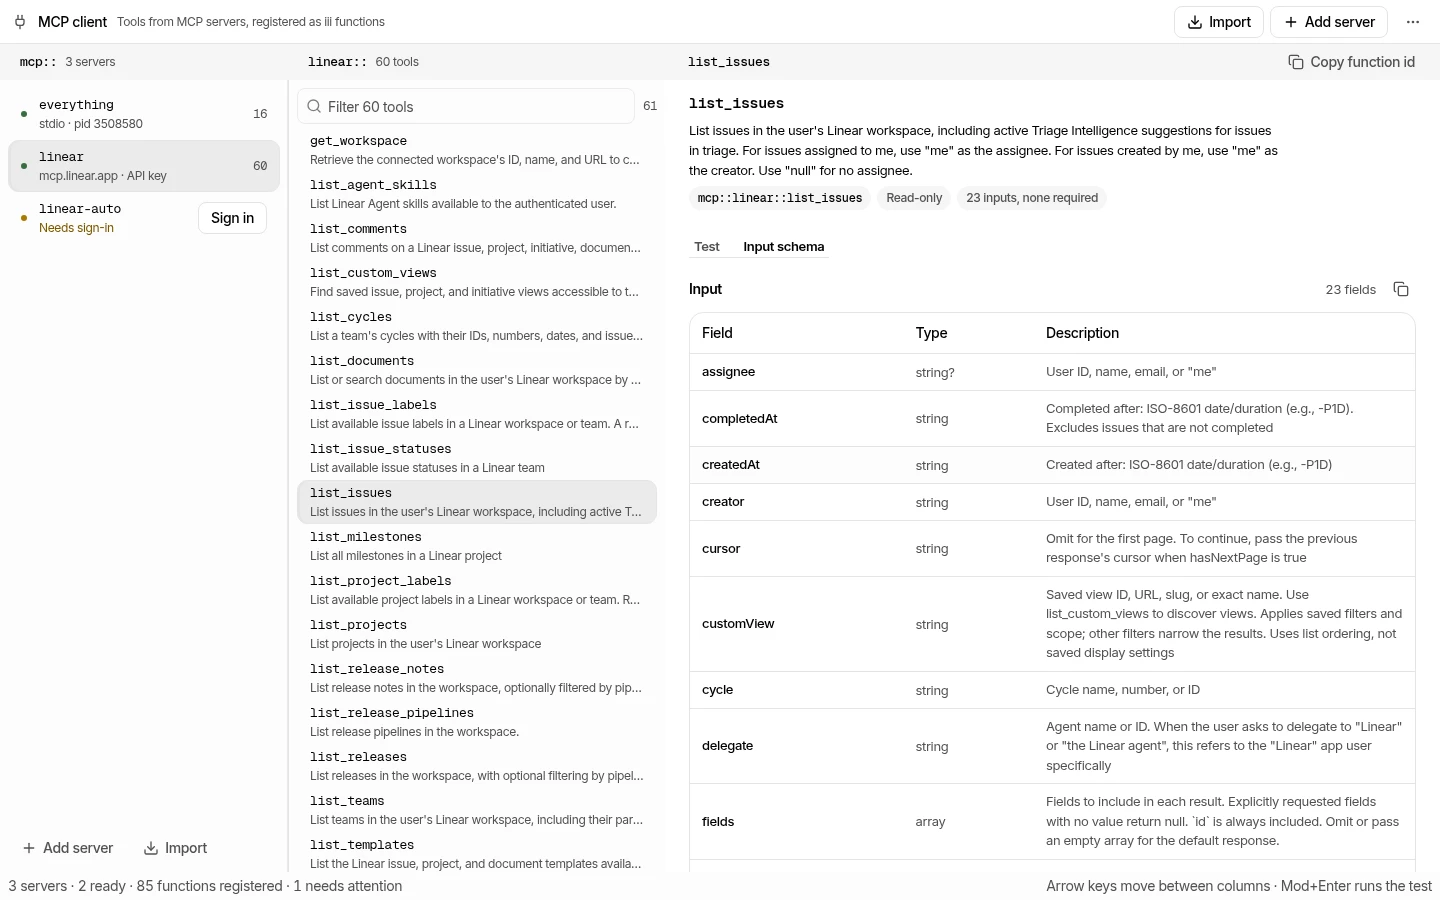 MCP client Tools from MCP servers, registered as iii functions
Import
Add server
mcp:: 3 servers
linear:: 60 tools
list_issues
Copy function id
everything
stdio · pid 3508580
16
linear
mcp.linear.app · API key
60
linear-auto
Needs sign-in
Sign in
Add server
Import
Filter 60 tools
61
get_workspace
Retrieve the connected workspace's ID, name, and URL to c...
list_agent_skills
List Linear Agent skills available to the authenticated user.
list_comments
List comments on a Linear issue, project, initiative, documen...
list_custom_views
Find saved issue, project, and initiative views accessible to t...
list_cycles
List a team's cycles with their IDs, numbers, dates, and issue...
list_documents
List or search documents in the user's Linear workspace by ...
list_issue_labels
List available issue labels in a Linear workspace or team. A r...
list_issue_statuses
List available issue statuses in a Linear team
list_issues
List issues in the user's Linear workspace, including active T...
list_milestones
List all milestones in a Linear project
list_project_labels
List available project labels in a Linear workspace or team. R...
list_projects
List projects in the user's Linear workspace
list_release_notes
List release notes in the workspace, optionally filtered by pip...
list_release_pipelines
List release pipelines in the workspace.
list_releases
List releases in the workspace, with optional filtering by pipel...
list_teams
List teams in the user's Linear workspace, including their par...
list_templates
List the Linear issue, project, and document templates availa...
list_issues
List issues in the user's Linear workspace, including active Triage Intelligence suggestions for issues
in triage. For issues assigned to me, use "me" as the assignee. For issues created by me, use "me" as
the creator. Use "null" for no assignee.
mcp::linear::list_issues Read-only 23 inputs, none required
Test Input schema
Input 23 fields
Field Type Description
assignee string? User ID, name, email, or "me"
completedAt string Completed after: ISO-8601 date/duration (e.g., -P1D).
Excludes issues that are not completed
createdAt string Created after: ISO-8601 date/duration (e.g., -P1D)
creator string User ID, name, email, or "me"
cursor string Omit for the first page. To continue, pass the previous
response's cursor when hasNextPage is true
customView string Saved view ID, URL, slug, or exact name. Use
list_custom_views to discover views. Applies saved filters and
scope; other filters narrow the results. Uses list ordering, not
saved display settings
cycle string Cycle name, number, or ID
delegate string Agent name or ID. When the user asks to delegate to "Linear"
or "the Linear agent", this refers to the "Linear" app user
specifically
fields array Fields to include in each result. Explicitly requested fields
with no value return null. `id` is always included. Omit or pass
an empty array for the default response.
3 servers · 2 ready · 85 functions registered · 1 needs attention
Arrow keys move between columns · Mod+Enter runs the test